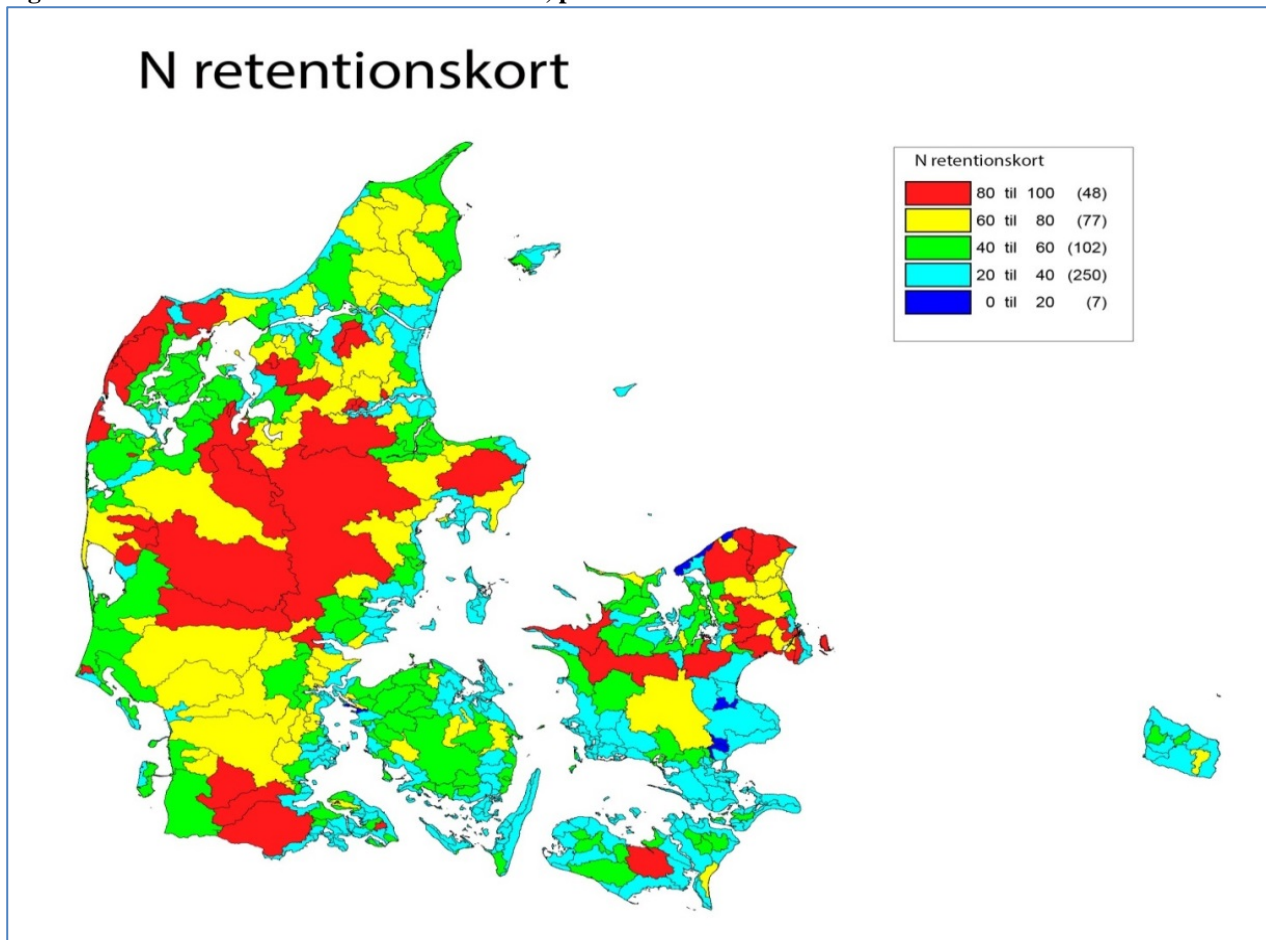 N retentionskort
N retentionskort
80 til 100 (48)
60 til 80 (77)
40 til 60 (102)
20 til 40 (250)
0 til 20 (7)